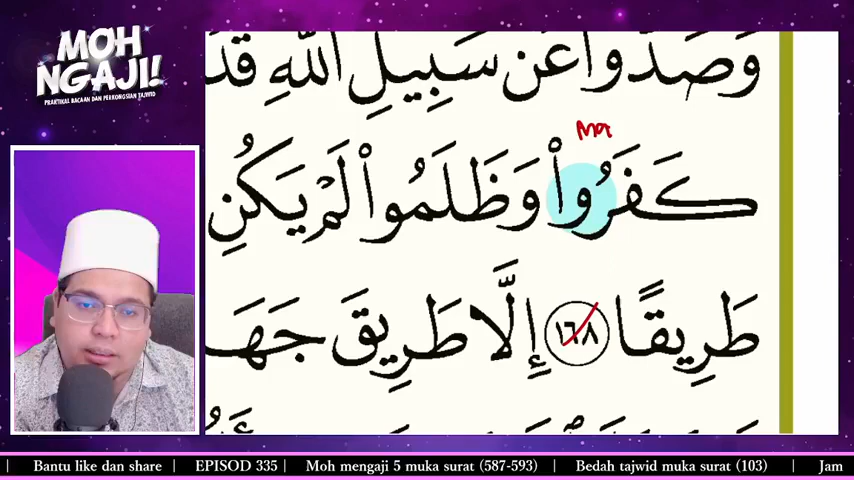 MOH
NGAJI!
PRAKTIKAL BACAAN DAN PERKONGSIAN TAJWID
وَصَدُّوا۟ عَن سَبِيلِ ٱللَّهِ قَدْ
كَفَرُوا۟ وَظَلَمُوا۟ لَمْ يَكُنِ
طَرِيقًا ١٦٨ إِلَّا طَرِيقَ جَهَ
| Bantu like dan share | EPISOD 335 | Moh mengaji 5 muka surat (587-593) | Bedah tajwid muka surat (103) | Jam